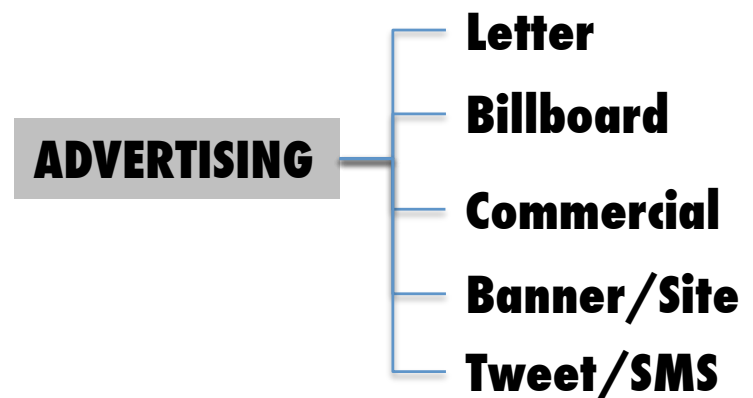 ADVERTISING
Letter
Billboard
Commercial
Banner/Site
Tweet/SMS